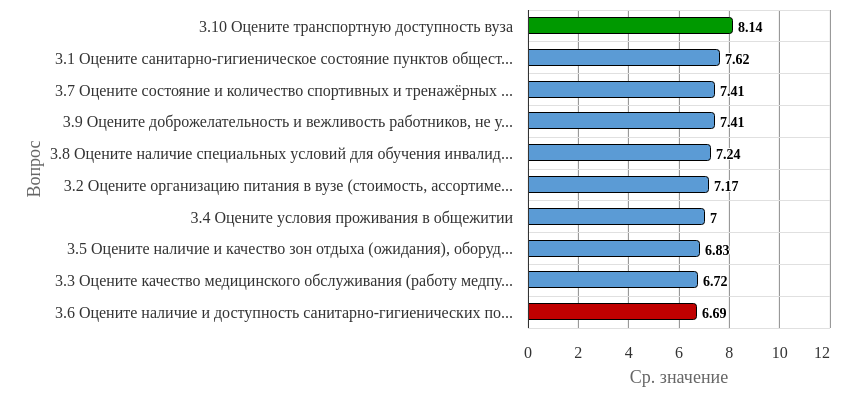 3.10 Оцените транспортную доступность вуза 8.14
3.1 Оцените санитарно-гигиеническое состояние пунктов общест... 7.62
3.7 Оцените состояние и количество спортивных и тренажёрных ... 7.41
3.9 Оцените доброжелательность и вежливость работников, не у... 7.41
3.8 Оцените наличие специальных условий для обучения инвалид... 7.24
3.2 Оцените организацию питания в вузе (стоимость, ассортиме... 7.17
3.4 Оцените условия проживания в общежитии 7
3.5 Оцените наличие и качество зон отдыха (ожидания), оборуд... 6.83
3.3 Оцените качество медицинского обслуживания (работу медпу... 6.72
3.6 Оцените наличие и доступность санитарно-гигиенических по... 6.69
Вопрос
0 2 4 6 8 10 12
Ср. значение